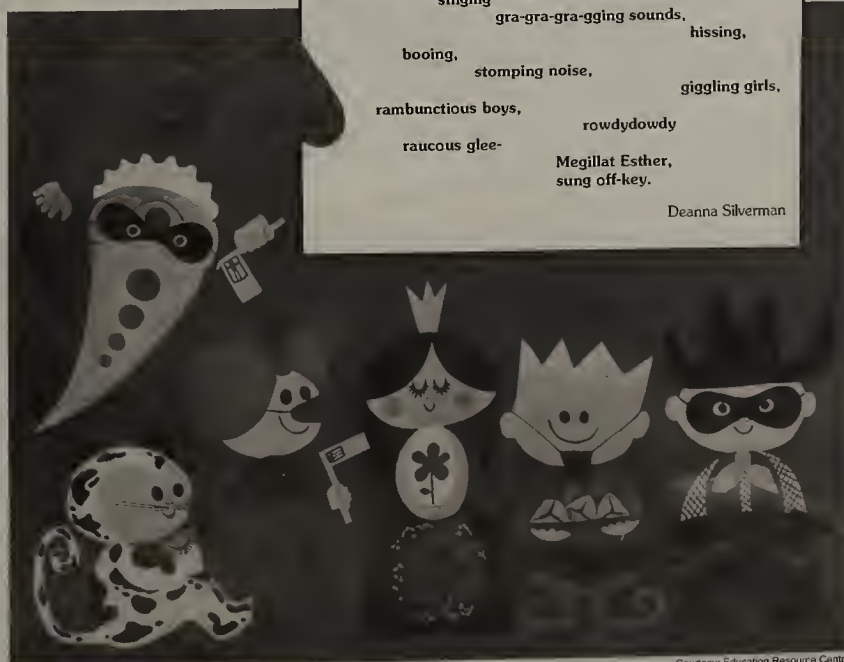 singing
gra-gra-gra-gging sounds,
hissing,
booing,
stomping noise,
giggling girls,
rambunctious boys,
rowdydowdy
raucous glee-
Megillat Esther,
sung off-key.
Deanna Silverman
Education Resource Cente